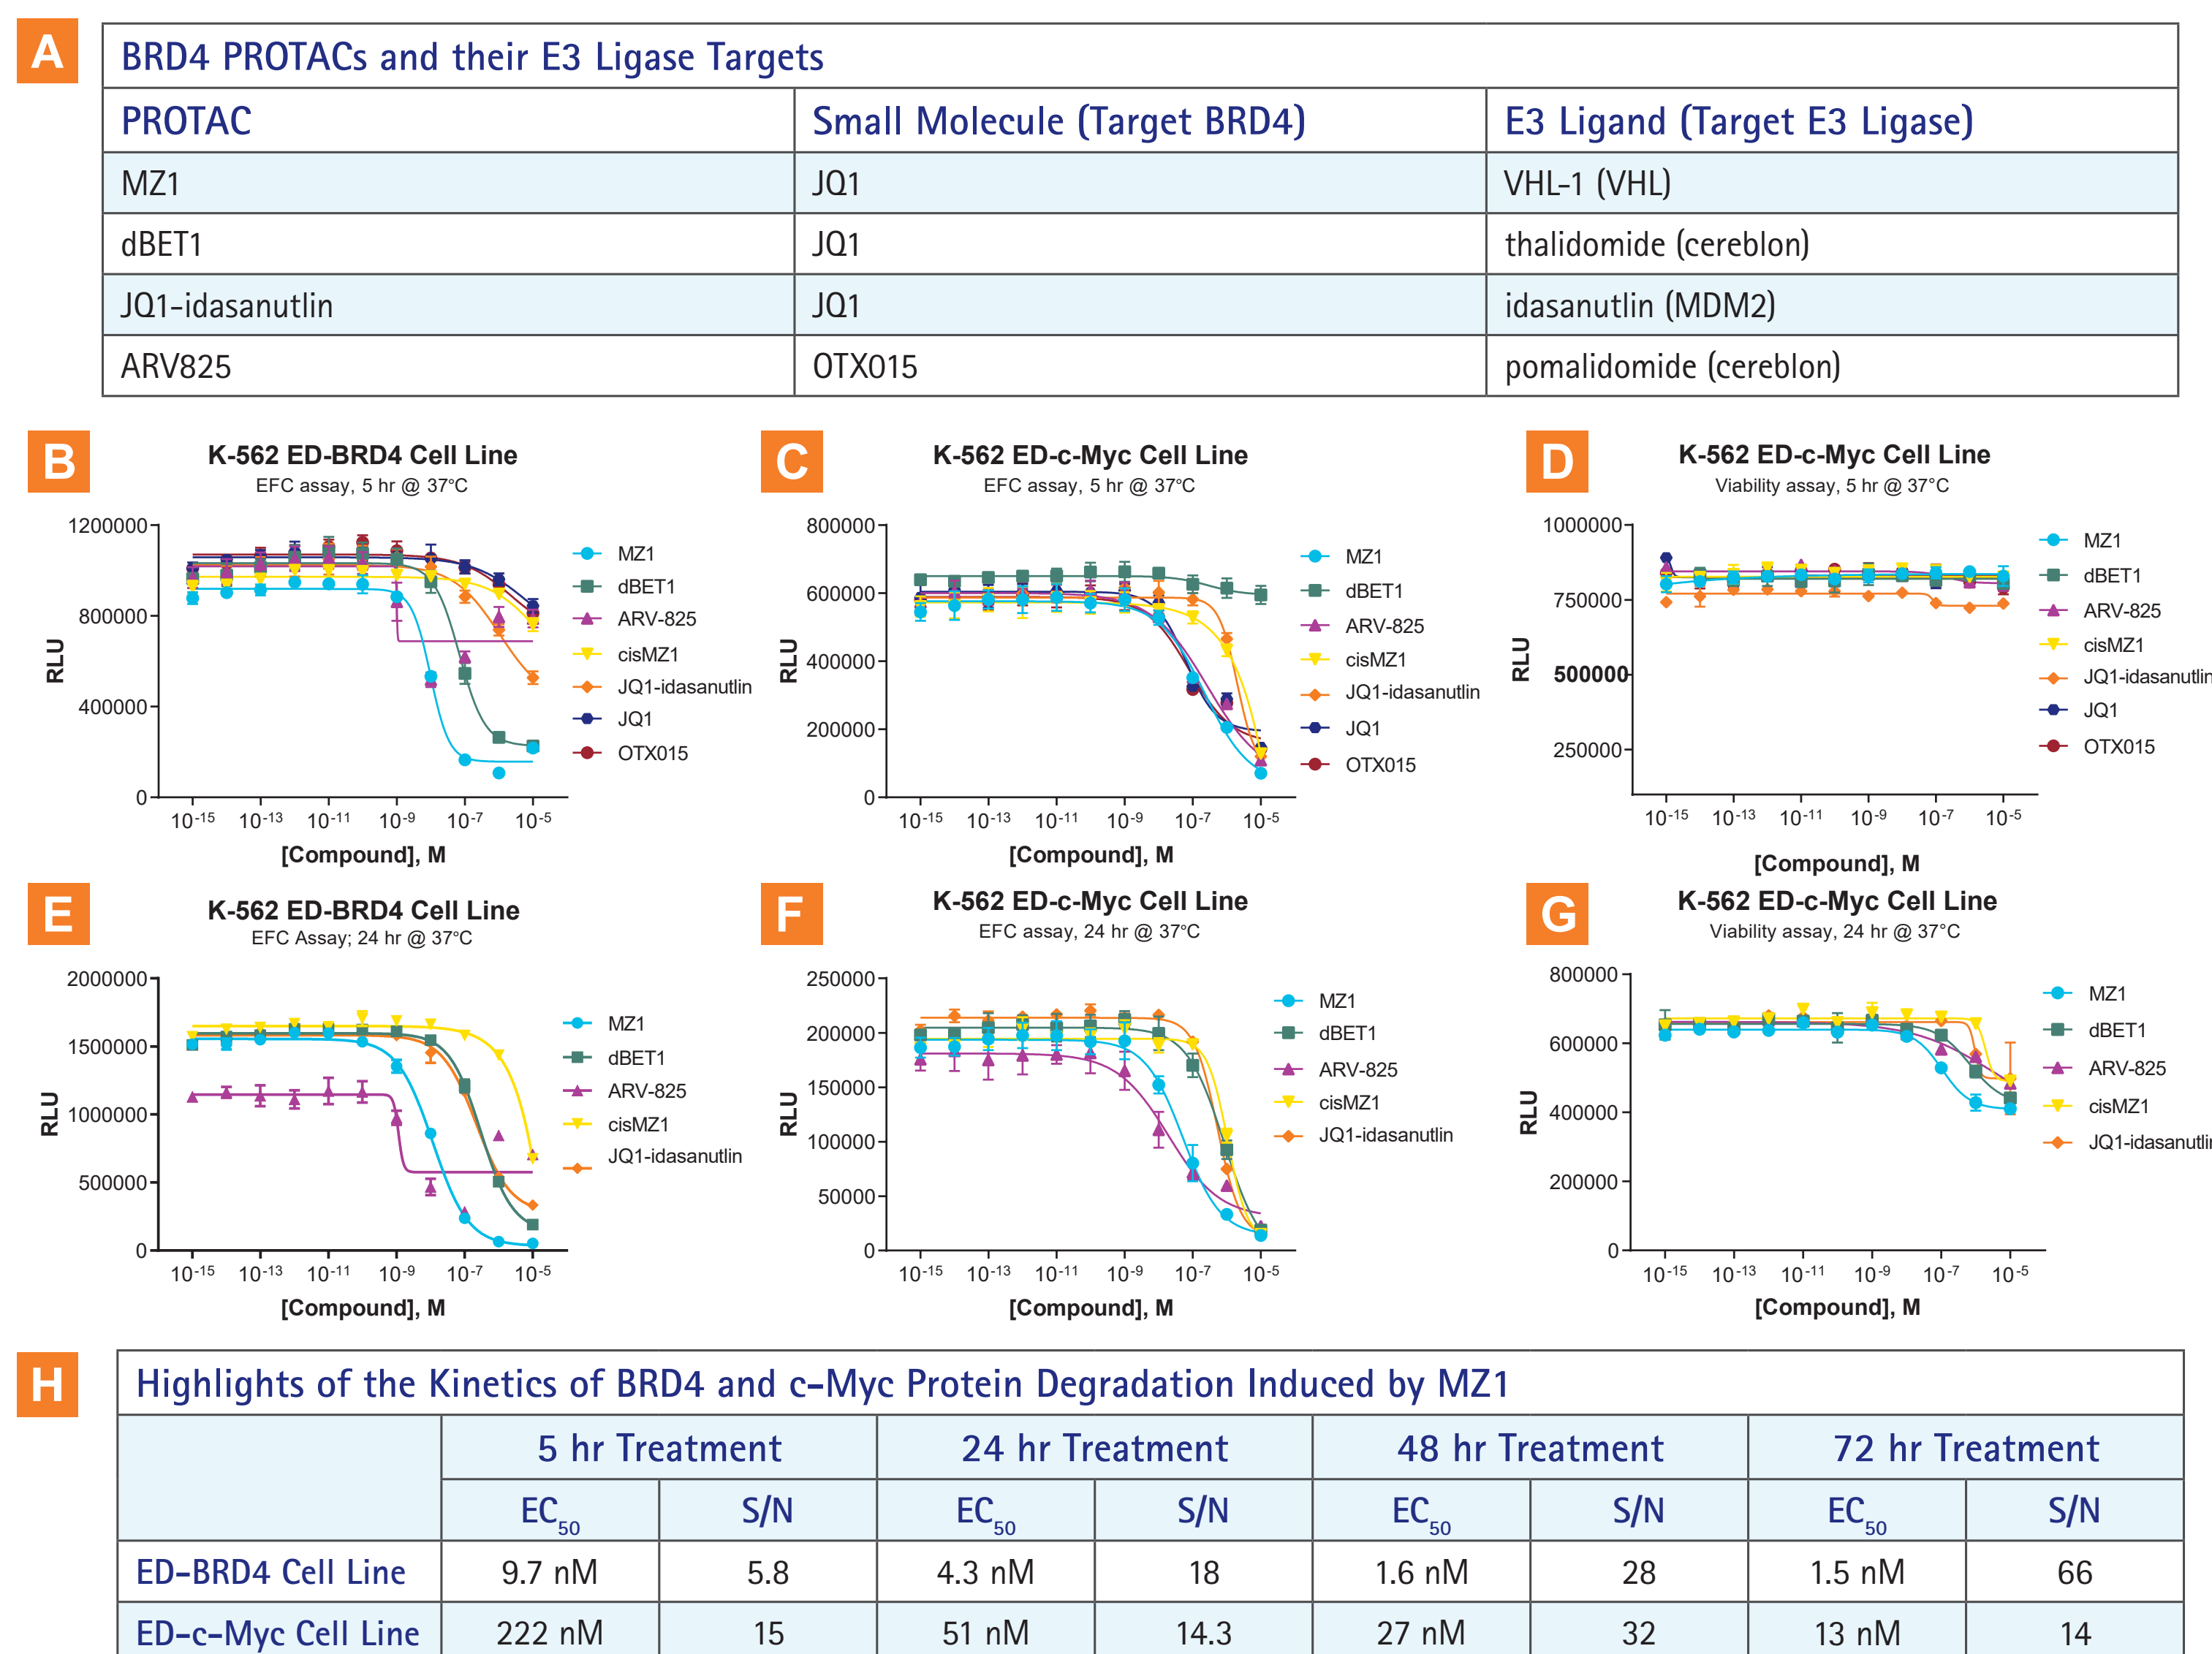 A
BRD4 PROTACs and their E3 Ligase Targets
PROTAC Small Molecule (Target BRD4) E3 Ligand (Target E3 Ligase)
MZ1 JQ1 VHL-1 (VHL)
dBET1 JQ1 thalidomide (cereblon)
JQ1-idasanutlin JQ1 idasanutlin (MDM2)
ARV825 OTX015 pomalidomide (cereblon)
B
K-562 ED-BRD4 Cell Line
EFC assay, 5 hr @ 37°C
1200000
800000
400000
0
RLU
10-15 10-13 10-11 10-9 10-7 10-5
[Compound], M
MZ1
dBET1
ARV-825
cisMZ1
JQ1-idasanutlin
JQ1
OTX015
C
K-562 ED-c-Myc Cell Line
EFC assay, 5 hr @ 37°C
800000
600000
400000
200000
0
RLU
10-15 10-13 10-11 10-9 10-7 10-5
[Compound], M
MZ1
dBET1
ARV-825
cisMZ1
JQ1-idasanutlin
JQ1
OTX015
D
K-562 ED-c-Myc Cell Line
Viability assay, 5 hr @ 37°C
1000000
750000
500000
250000
RLU
10-15 10-13 10-11 10-9 10-7 10-5
[Compound], M
MZ1
dBET1
ARV-825
cisMZ1
JQ1-idasanutlin
JQ1
OTX015
E
K-562 ED-BRD4 Cell Line
EFC Assay; 24 hr @ 37°C
2000000
1500000
1000000
500000
0
RLU
10-15 10-13 10-11 10-9 10-7 10-5
[Compound], M
MZ1
dBET1
ARV-825
cisMZ1
JQ1-idasanutlin
F
K-562 ED-c-Myc Cell Line
EFC assay, 24 hr @ 37°C
250000
200000
150000
100000
50000
0
RLU
10-15 10-13 10-11 10-9 10-7 10-5
[Compound], M
MZ1
dBET1
ARV-825
cisMZ1
JQ1-idasanutlin
G
K-562 ED-c-Myc Cell Line
Viability assay, 24 hr @ 37°C
800000
600000
400000
200000
0
RLU
10-15 10-13 10-11 10-9 10-7 10-5
[Compound], M
MZ1
dBET1
ARV-825
cisMZ1
JQ1-idasanutlin
H
Highlights of the Kinetics of BRD4 and c-Myc Protein Degradation Induced by MZ1
5 hr Treatment 24 hr Treatment 48 hr Treatment 72 hr Treatment
EC50 S/N EC50 S/N EC50 S/N EC50 S/N
ED-BRD4 Cell Line 9.7 nM 5.8 4.3 nM 18 1.6 nM 28 1.5 nM 66
ED-c-Myc Cell Line 222 nM 15 51 nM 14.3 27 nM 32 13 nM 14